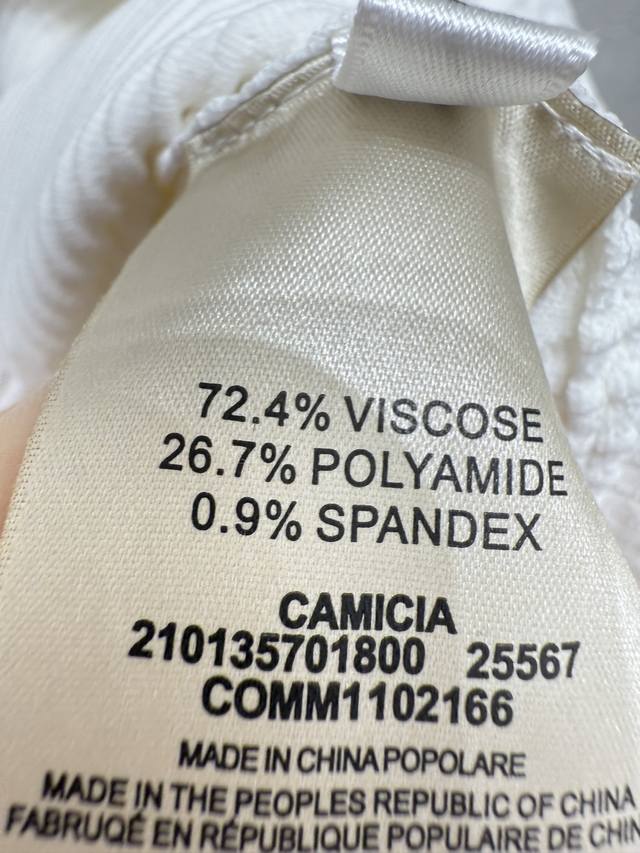 72.4% VISCOSE
26.7% POLYAMIDE
0.9% SPANDEX
CAMICIA
210135701800 25567
COMM1102166
MADE IN CHINA POPOLARE
MADE IN THE PEOPLES REPUBLIC OF CHINA
FABRUQÉ EN RÉPUBLIQUE POPULAIRE DE CHIN